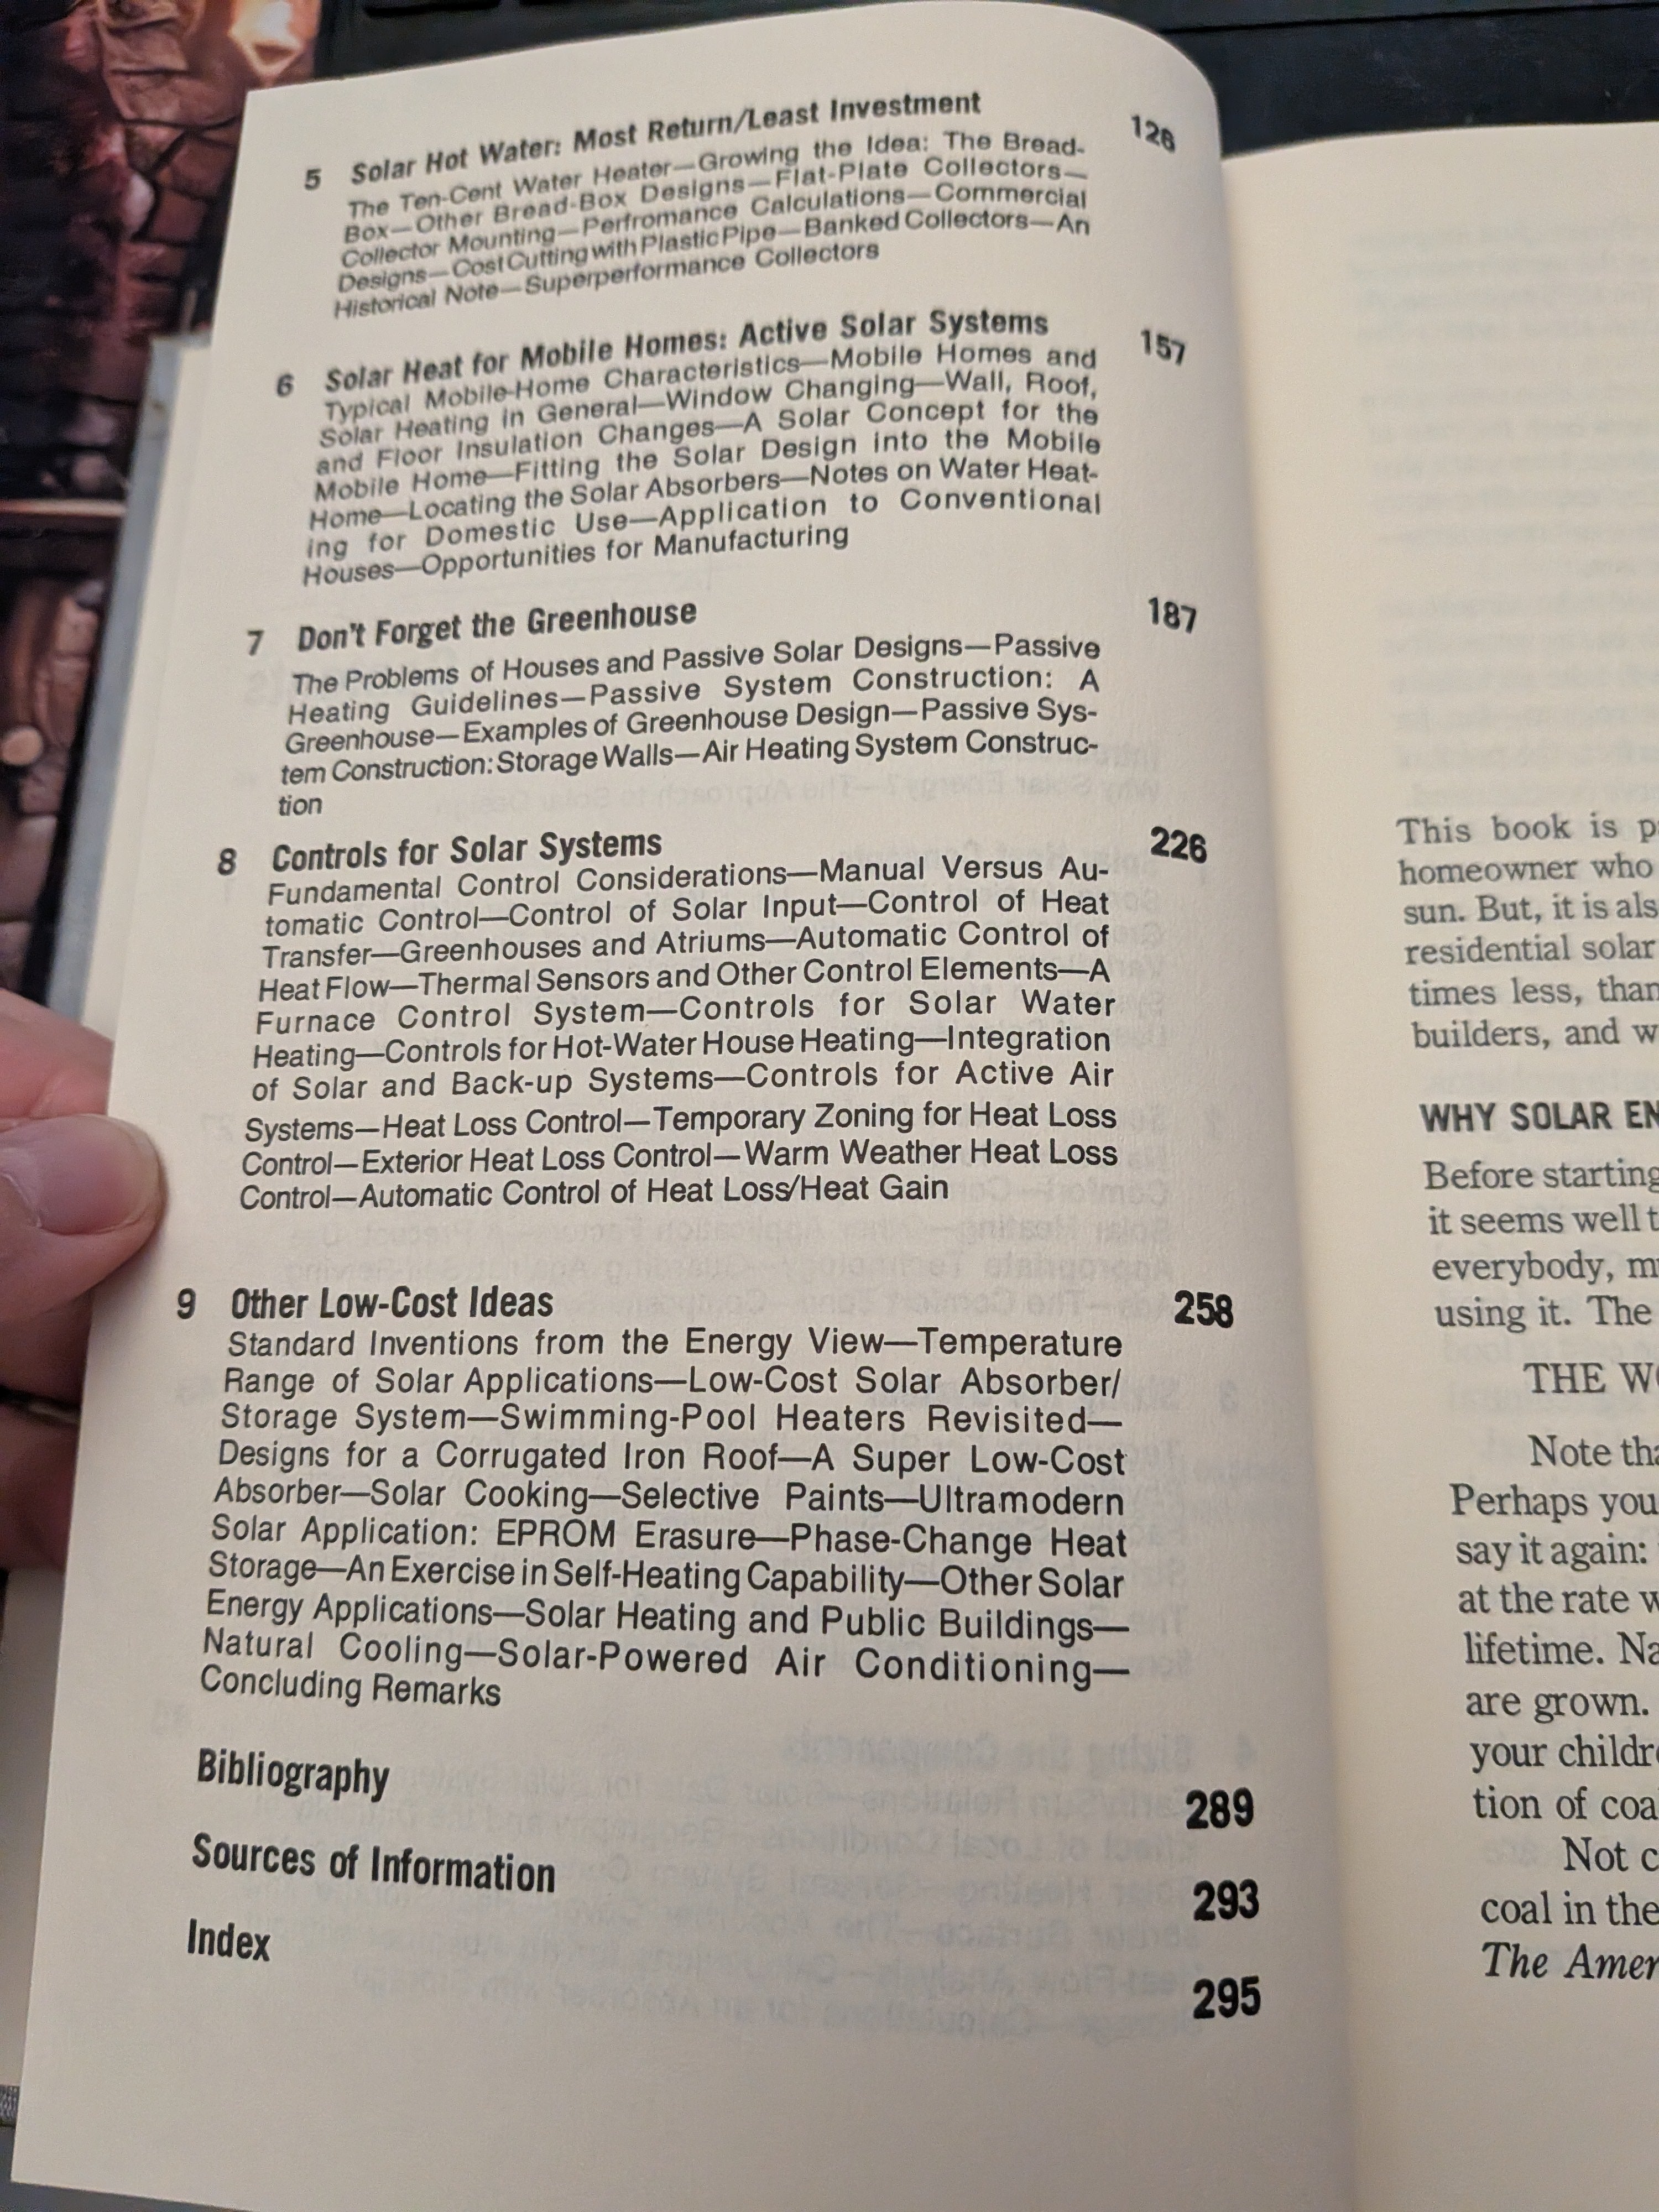 5 Solar Hot Water: Most Return/Least Investment 126
The Ten-Cent Water Heater—Growing the Idea: The Bread-
Box—Other Bread-Box Designs—Flat-Plate Collectors—
Collector Mounting—Perfromance Calculations—Commercial
Designs—Cost Cutting with Plastic Pipe—Banked Collectors—An
Historical Note—Superperformance Collectors
6 Solar Heat for Mobile Homes: Active Solar Systems 157
Typical Mobile-Home Characteristics—Mobile Homes and
Solar Heating in General—Window Changing—Wall, Roof,
and Floor Insulation Changes—A Solar Concept for the
Mobile Home—Fitting the Solar Design into the Mobile
Home—Locating the Solar Absorbers—Notes on Water Heat-
ing for Domestic Use—Application to Conventional
Houses—Opportunities for Manufacturing
7 Don't Forget the Greenhouse 187
The Problems of Houses and Passive Solar Designs—Passive
Heating Guidelines—Passive System Construction: A
Greenhouse—Examples of Greenhouse Design—Passive Sys-
tem Construction: Storage Walls—Air Heating System Construc-
tion
8 Controls for Solar Systems 226
Fundamental Control Considerations—Manual Versus Au-
tomatic Control—Control of Solar Input—Control of Heat
Transfer—Greenhouses and Atriums—Automatic Control of
Heat Flow—Thermal Sensors and Other Control Elements—A
Furnace Control System—Controls for Solar Water
Heating—Controls for Hot-Water House Heating—Integration
of Solar and Back-up Systems—Controls for Active Air
Systems—Heat Loss Control—Temporary Zoning for Heat Loss
Control—Exterior Heat Loss Control—Warm Weather Heat Loss
Control—Automatic Control of Heat Loss/Heat Gain
9 Other Low-Cost Ideas 258
Standard Inventions from the Energy View—Temperature
Range of Solar Applications—Low-Cost Solar Absorber/
Storage System—Swimming-Pool Heaters Revisited—
Designs for a Corrugated Iron Roof—A Super Low-Cost
Absorber—Solar Cooking—Selective Paints—Ultramodern
Solar Application: EPROM Erasure—Phase-Change Heat
Storage—An Exercise in Self-Heating Capability—Other Solar
Energy Applications—Solar Heating and Public Buildings—
Natural Cooling—Solar-Powered Air Conditioning—
Concluding Remarks
Bibliography 289
Sources of Information 293
Index 295
This book is p
homeowner who
sun. But, it is als
residential solar
times less, than
builders, and w
WHY SOLAR EN
Before starting
it seems well t
everybody, m
using it. The
THE W
Note tha
Perhaps you
say it again:
at the rate w
lifetime. Na
are grown.
your childr
tion of coa
Not c
coal in the
The Amer